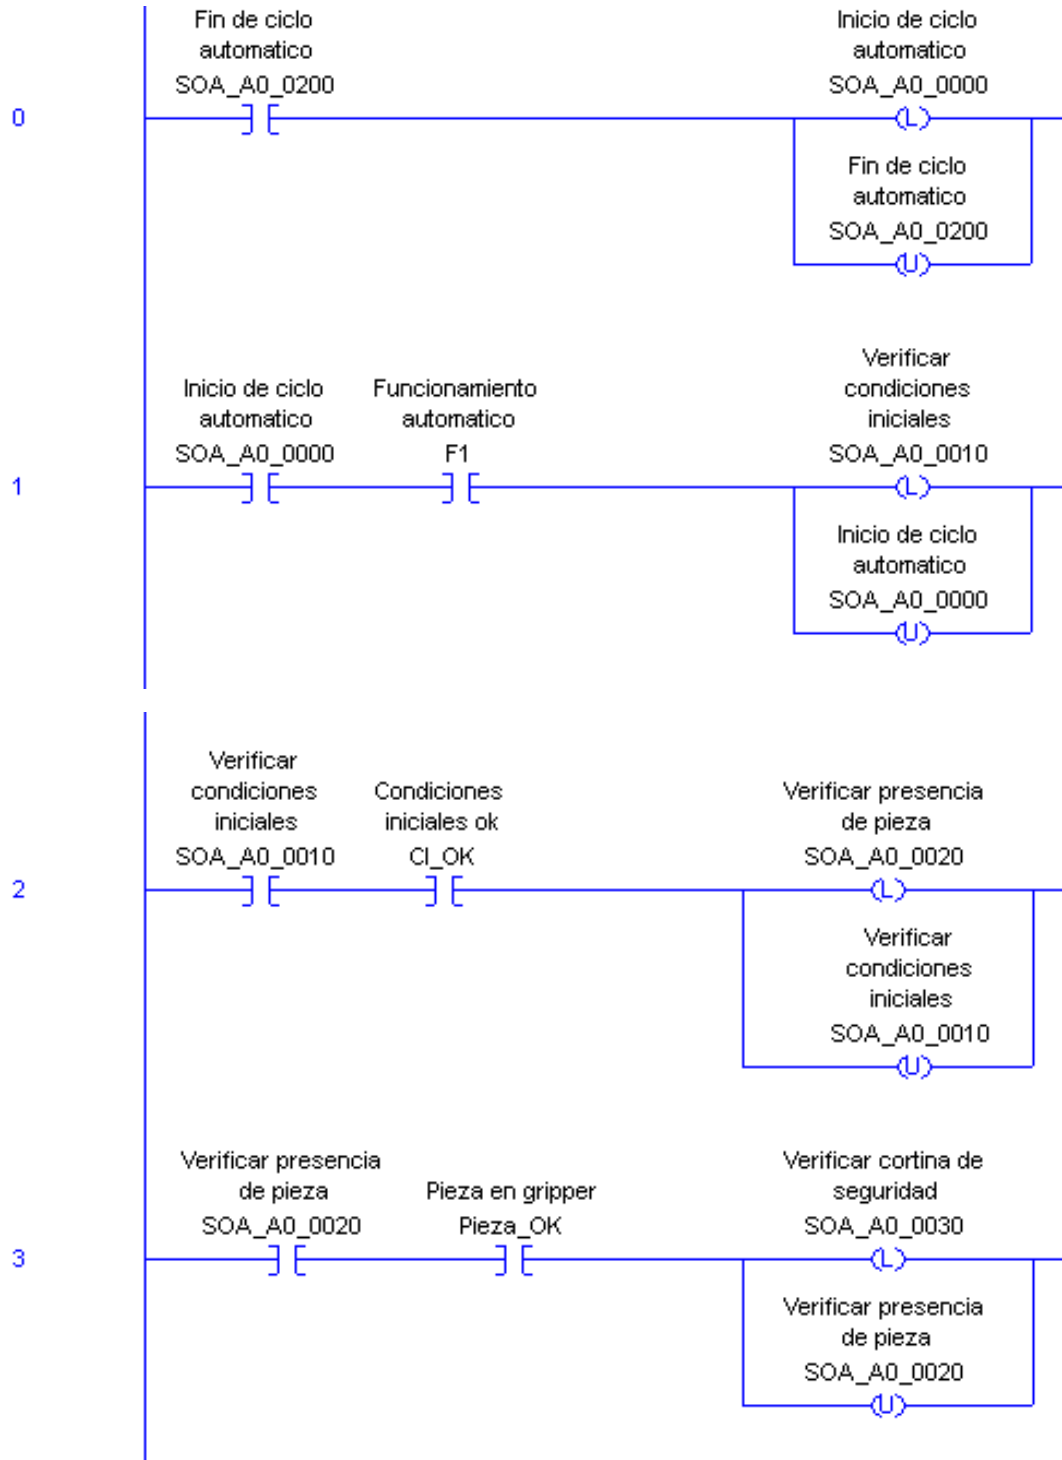 Fin de ciclo
automatico
SOA_A0_0200
Inicio de ciclo
automatico
SOA_A0_0000
0
L
Fin de ciclo
automatico
SOA_A0_0200
U
Inicio de ciclo
automatico
SOA_A0_0000
Funcionamiento
automatico
F1
Verificar
condiciones
iniciales
SOA_A0_0010
1
L
Inicio de ciclo
automatico
SOA_A0_0000
U
Verificar
condiciones
iniciales
SOA_A0_0010
Condiciones
iniciales ok
CI_OK
Verificar presencia
de pieza
SOA_A0_0020
2
L
Verificar
condiciones
iniciales
SOA_A0_0010
U
Verificar presencia
de pieza
SOA_A0_0020
Pieza en gripper
Pieza_OK
Verificar cortina de
seguridad
SOA_A0_0030
3
L
Verificar presencia
de pieza
SOA_A0_0020
U